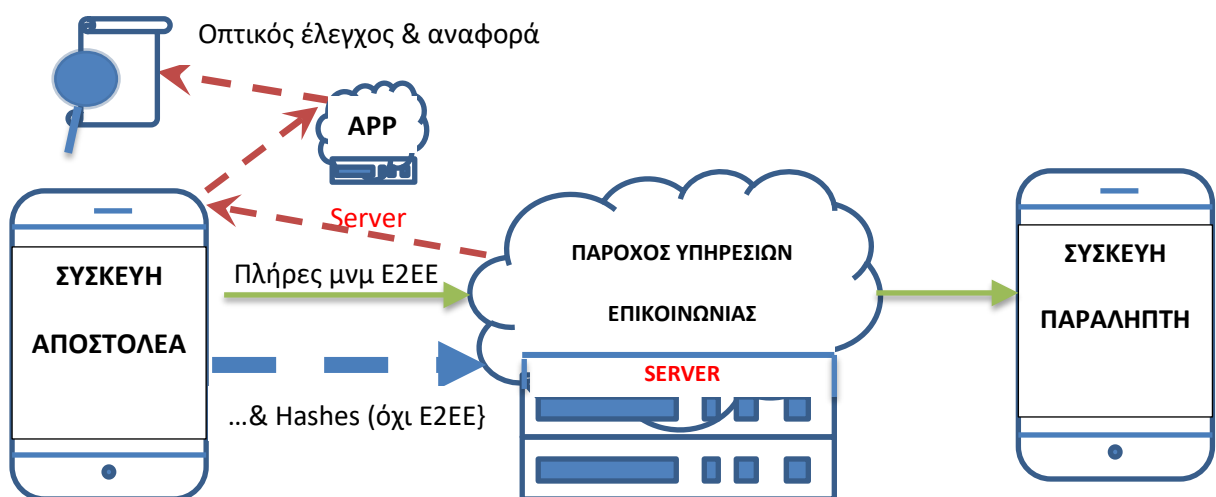 Οπτικός έλεγχος & αναφορά
APP
Server
ΣΥΣΚΕΥΗ
ΑΠΟΣΤΟΛΕΑ
Πλήρες μνμ E2EE
…& Hashes (όχι E2EE}
ΠΑΡΟΧΟΣ ΥΠΗΡΕΣΙΩΝ
ΕΠΙΚΟΙΝΩΝΙΑΣ
SERVER
ΣΥΣΚΕΥΗ
ΠΑΡΑΛΗΠΤΗ